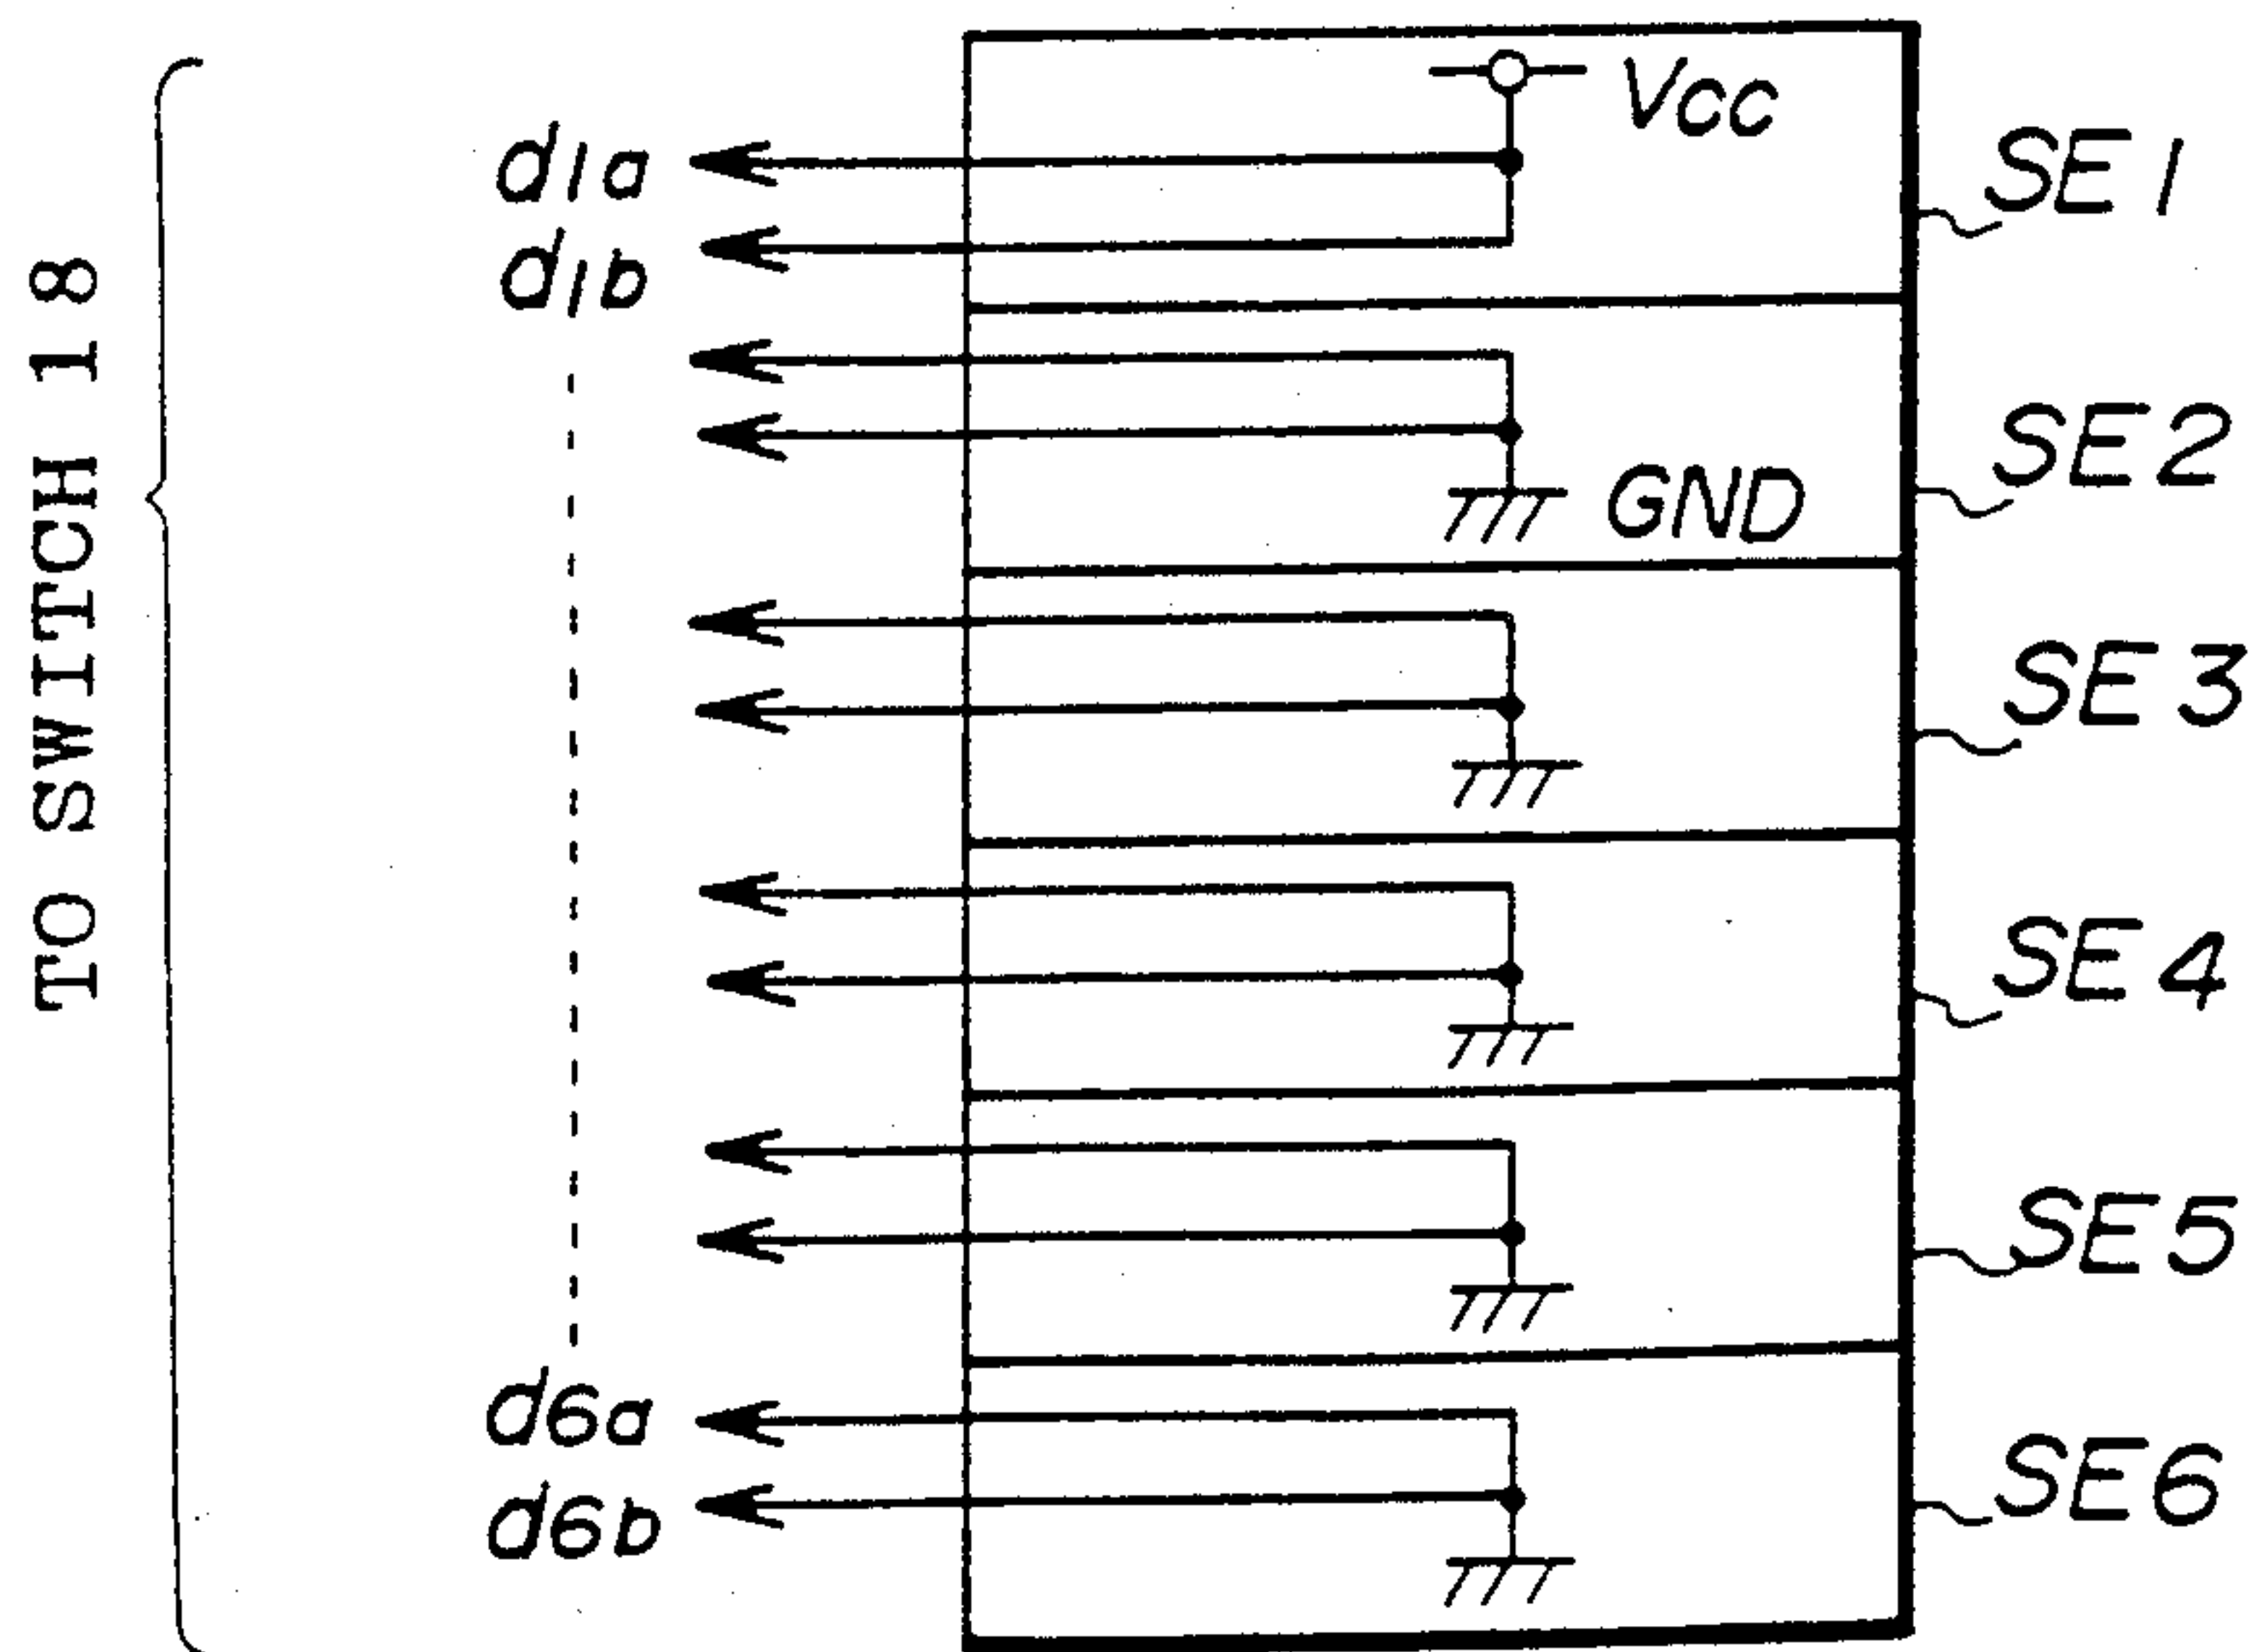 TO SWITCH 18
Vcc
d1a
SE1
d1b
SE2
GND
SE3
SE4
SE5
d6a
d6b
SE6